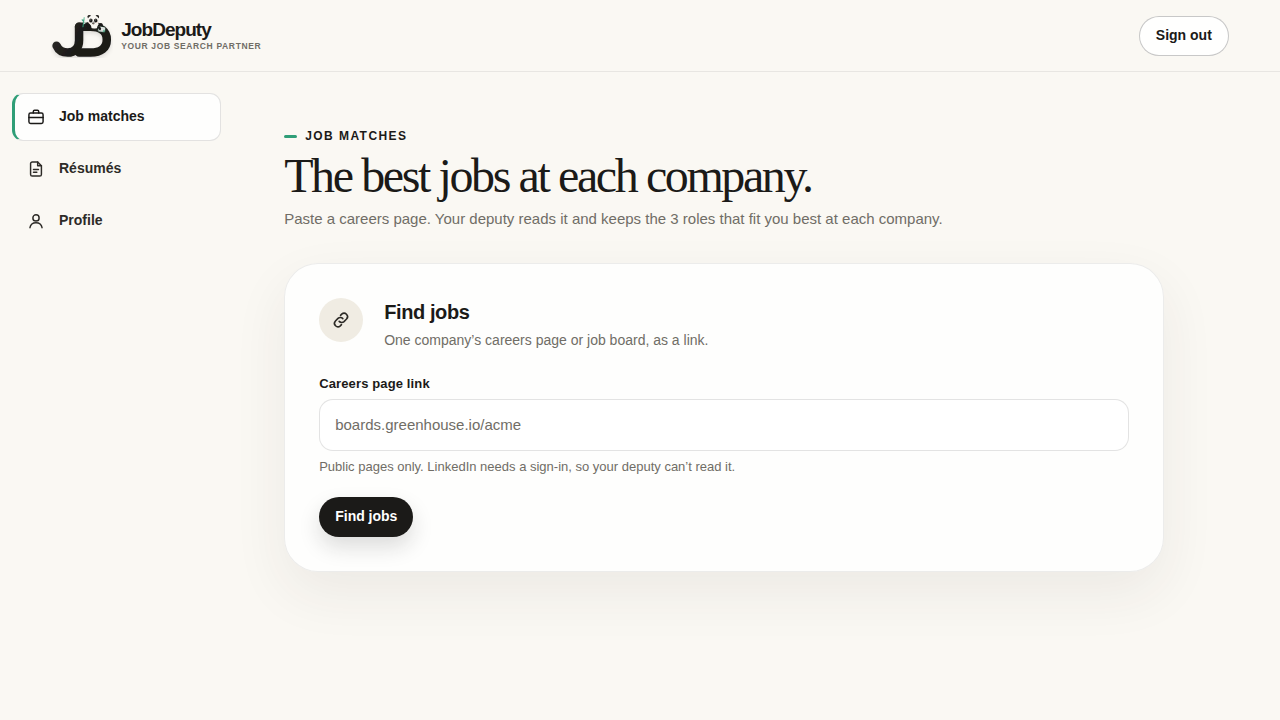 JobDeputy
YOUR JOB SEARCH PARTNER
Sign out
Job matches
Résumés
Profile
JOB MATCHES
The best jobs at each company.
Paste a careers page. Your deputy reads it and keeps the 3 roles that fit you best at each company.
Find jobs
One company’s careers page or job board, as a link.
Careers page link
boards.greenhouse.io/acme
Public pages only. LinkedIn needs a sign-in, so your deputy can’t read it.
Find jobs